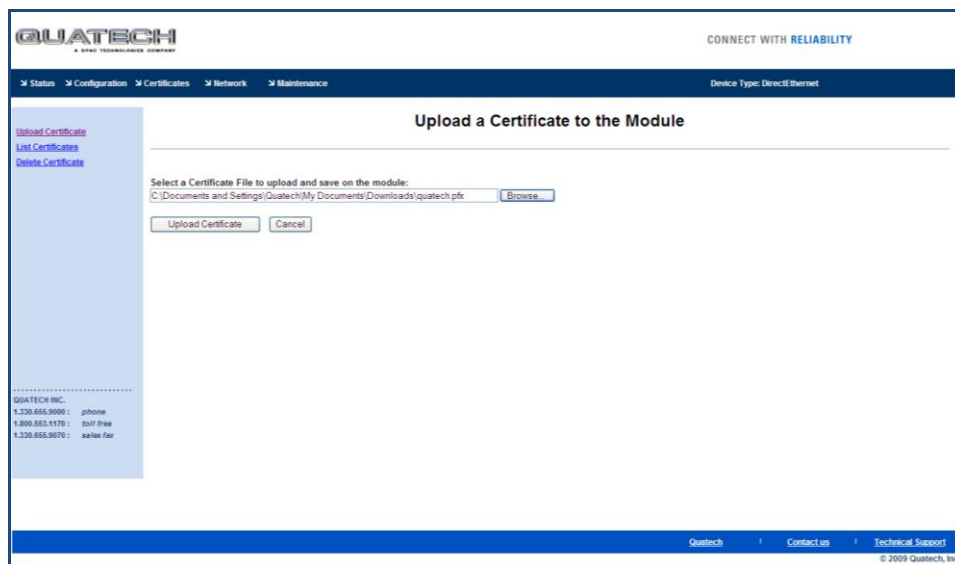 QUATECH
A DPAC TECHNOLOGIES COMPANY
CONNECT WITH RELIABILITY
Status Configuration Certificates Network Maintenance Device Type: DirectEthernet
Upload Certificate
List Certificates
Delete Certificate
Upload a Certificate to the Module
Select a Certificate File to upload and save on the module:
C:\Documents and Settings\Quatech\My Documents\Downloads\quatech.pfx Browse...
Upload Certificate Cancel
QUATECH INC.
1.330.655.9000 : phone
1.800.553.1170 : toll free
1.330.655.9070 : sales fax
Quatech | Contact us | Technical Support
© 2009 Quatech, Inc